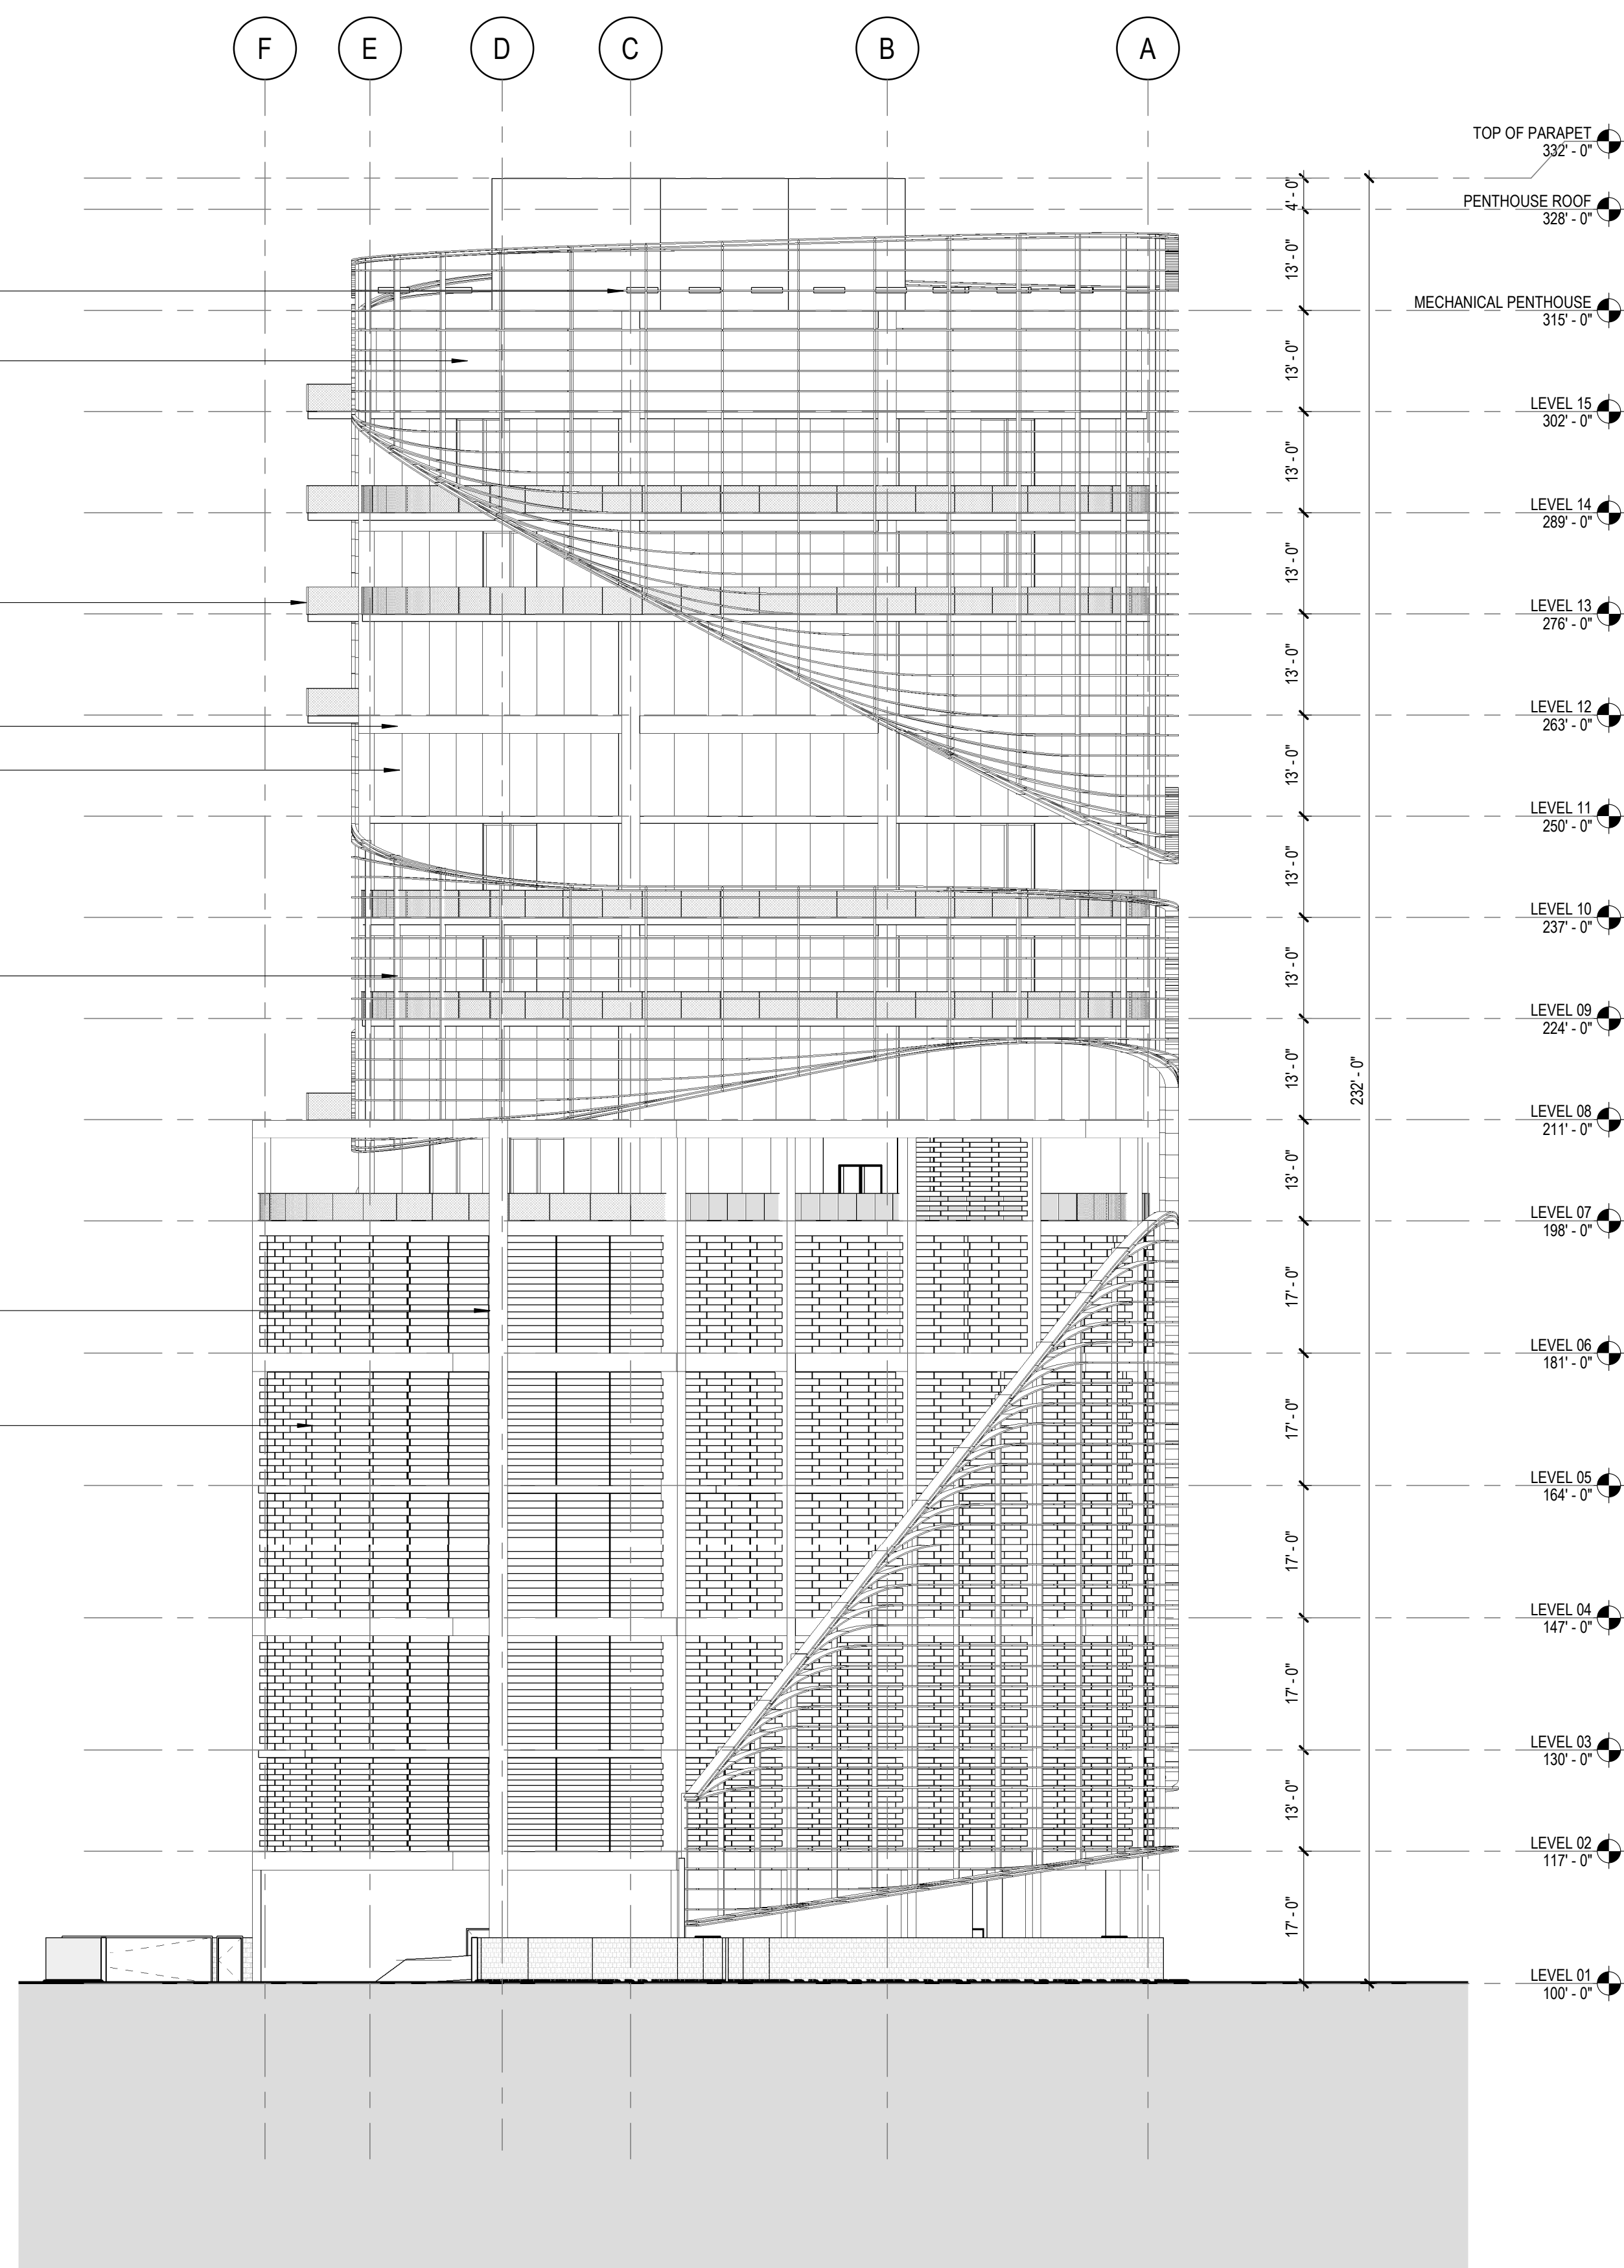 F E D C B A
TOP OF PARAPET
332' - 0"
4' - 0"
PENTHOUSE ROOF
328' - 0"
13' - 0"
MECHANICAL PENTHOUSE
315' - 0"
13' - 0"
LEVEL 15
302' - 0"
13' - 0"
LEVEL 14
289' - 0"
13' - 0"
LEVEL 13
276' - 0"
13' - 0"
LEVEL 12
263' - 0"
13' - 0"
LEVEL 11
250' - 0"
13' - 0"
LEVEL 10
237' - 0"
13' - 0"
LEVEL 09
224' - 0"
13' - 0"
232' - 0"
LEVEL 08
211' - 0"
13' - 0"
LEVEL 07
198' - 0"
17' - 0"
LEVEL 06
181' - 0"
17' - 0"
LEVEL 05
164' - 0"
17' - 0"
LEVEL 04
147' - 0"
17' - 0"
LEVEL 03
130' - 0"
13' - 0"
LEVEL 02
117' - 0"
17' - 0"
LEVEL 01
100' - 0"